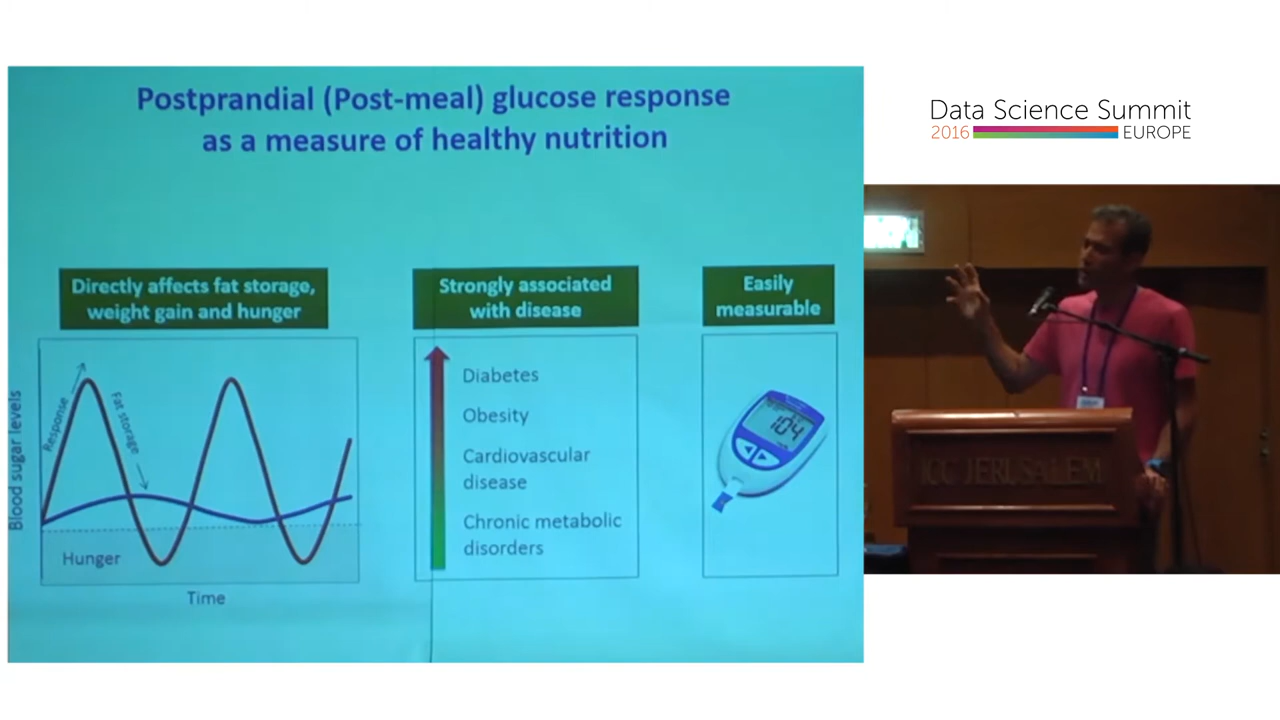 Postprandial (Post-meal) glucose response
as a measure of healthy nutrition
Data Science Summit
2016 EUROPE
Directly affects fat storage,
weight gain and hunger
Strongly associated
with disease
Easily
measurable
Blood sugar levels
Response
Fat storage
Hunger
Time
Diabetes
Obesity
Cardiovascular
disease
Chronic metabolic
disorders
104
ICC JERUSALEM